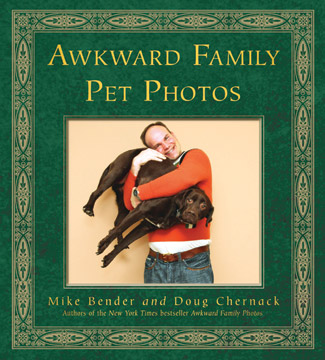 Awkward Family
Pet Photos
Mike Bender and Doug Chernack
Authors of the New York Times bestseller Awkward Family Photos